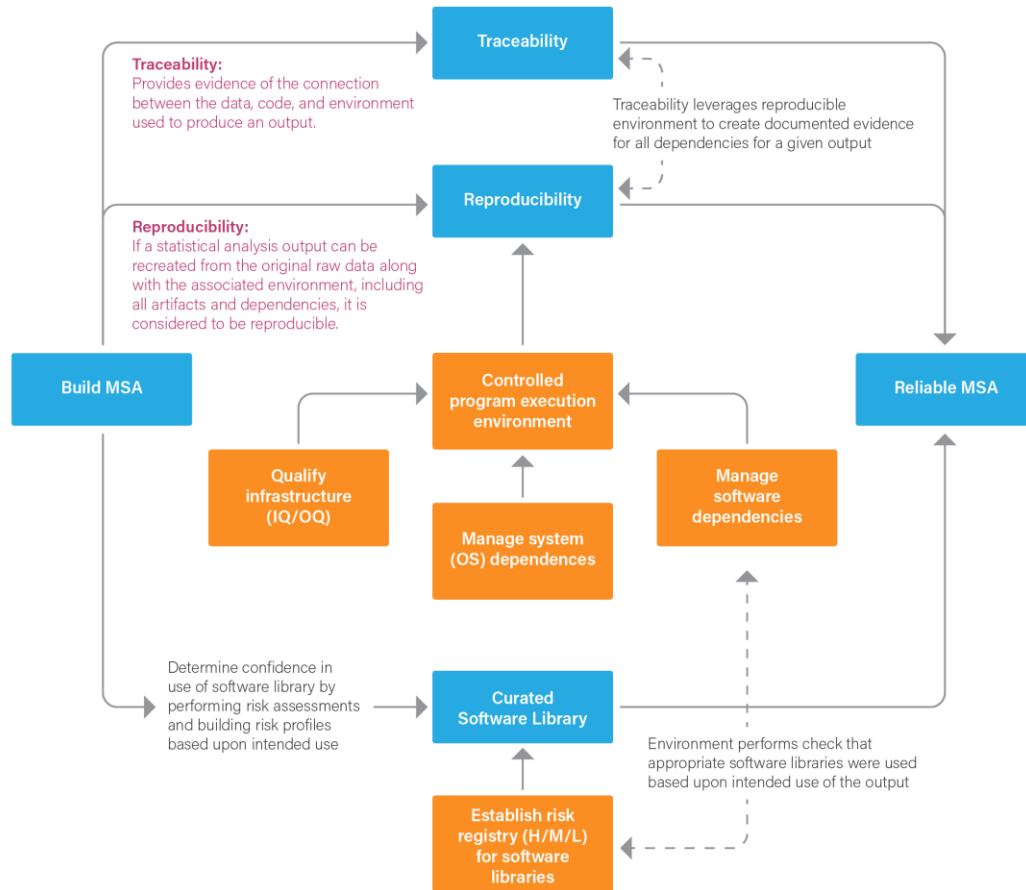 Traceability
Traceability:
Provides evidence of the connection
between the data, code, and environment
used to produce an output.
Traceability leverages reproducible
environment to create documented evidence
for all dependencies for a given output
Reproducibility
Reproducibility:
If a statistical analysis output can be
recreated from the original raw data along
with the associated environment, including
all artifacts and dependencies, it is
considered to be reproducible.
Build MSA
Controlled
program execution
environment
Reliable MSA
Qualify
infrastructure
(IQ/OQ)
Manage system
(OS) dependences
Manage
software
dependencies
Determine confidence in
use of software library by
performing risk assessments
and building risk profiles
based upon intended use
Curated
Software Library
Environment performs check that
appropriate software libraries were used
based upon intended use of the output
Establish risk
registry (H/M/L)
for software
libraries